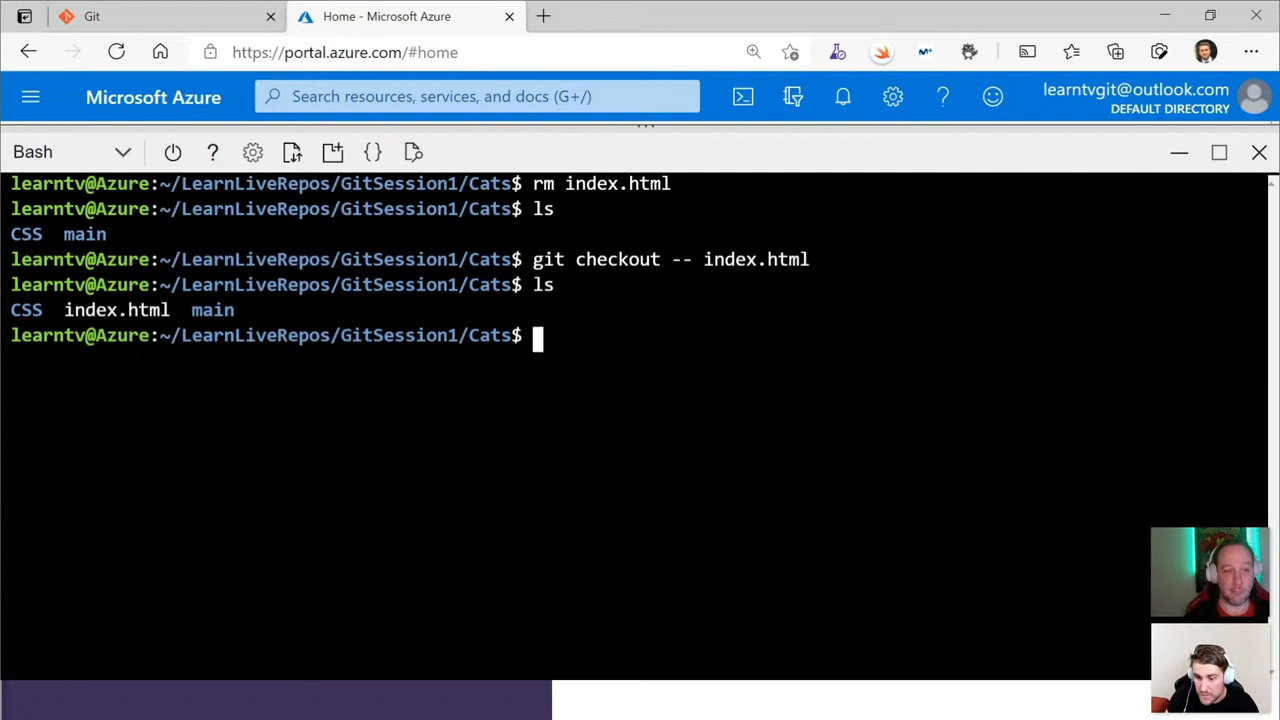 Git
Home - Microsoft Azure
https://portal.azure.com/#home
Microsoft Azure
Search resources, services, and docs (G+/)
learntvgit@outlook.com
DEFAULT DIRECTORY
Bash
learntv@Azure:~/LearnLiveRepos/GitSession1/Cats$ rm index.html
learntv@Azure:~/LearnLiveRepos/GitSession1/Cats$ ls
CSS main
learntv@Azure:~/LearnLiveRepos/GitSession1/Cats$ git checkout -- index.html
learntv@Azure:~/LearnLiveRepos/GitSession1/Cats$ ls
CSS index.html main
learntv@Azure:~/LearnLiveRepos/GitSession1/Cats$